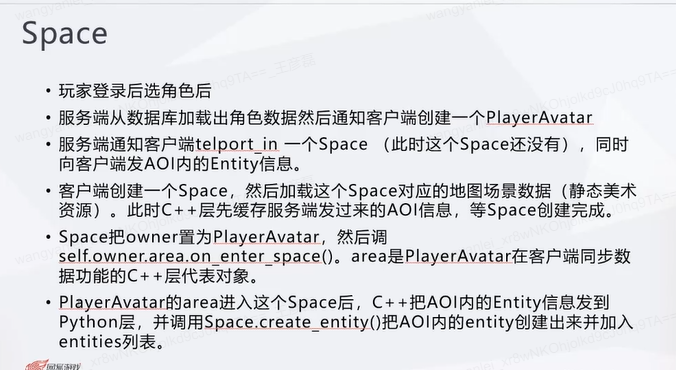 Space
• 玩家登录后选角色后
• 服务端从数据库加载出角色数据然后通知客户端创建一个PlayerAvatar
• 服务端通知客户端telport_in 一个Space （此时这个Space还没有），同时
向客户端发AOI内的Entity信息。
• 客户端创建一个Space，然后加载这个Space对应的地图场景数据（静态美术
资源）。此时C++层先缓存服务端发过来的AOI信息，等Space创建完成。
• Space把owner置为PlayerAvatar，然后调
self.owner.area.on_enter_space()。area是PlayerAvatar在客户端同步数
据功能的C++层代表对象。
• PlayerAvatar的area进入这个Space后，C++把AOI内的Entity信息发到
Python层，并调用Space.create_entity()把AOI内的entity创建出来并加入
entities列表。